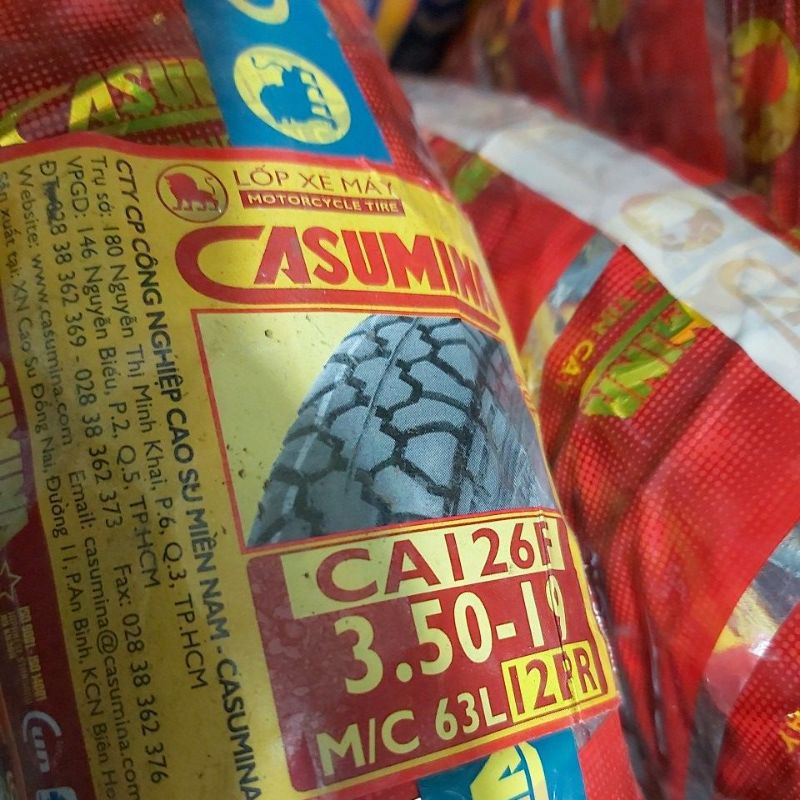 LỐP XE MÁY
MOTORCYCLE TIRE
CASUMINA
CA126F
3.50-19
M/C 63L 12PR
CTY CP CÔNG NGHIỆP CAO SU MIỀN NAM - CASUMINA
Trụ sở: 180 Nguyễn Thị Minh Khai, P.6, Q.3, TP.HCM
VPGD: 146 Nguyễn Biểu, P.2, Q.5, TP.HCM
ĐT: 028 38 362 369 - 028 38 362 373 Fax: 028 38 362 376
Website: www.casumina.com Email: casumina@casumina.com
Sản xuất tại: XN Cao Su Đồng Nai, Đường 11, P.An Bình, KCN Biên